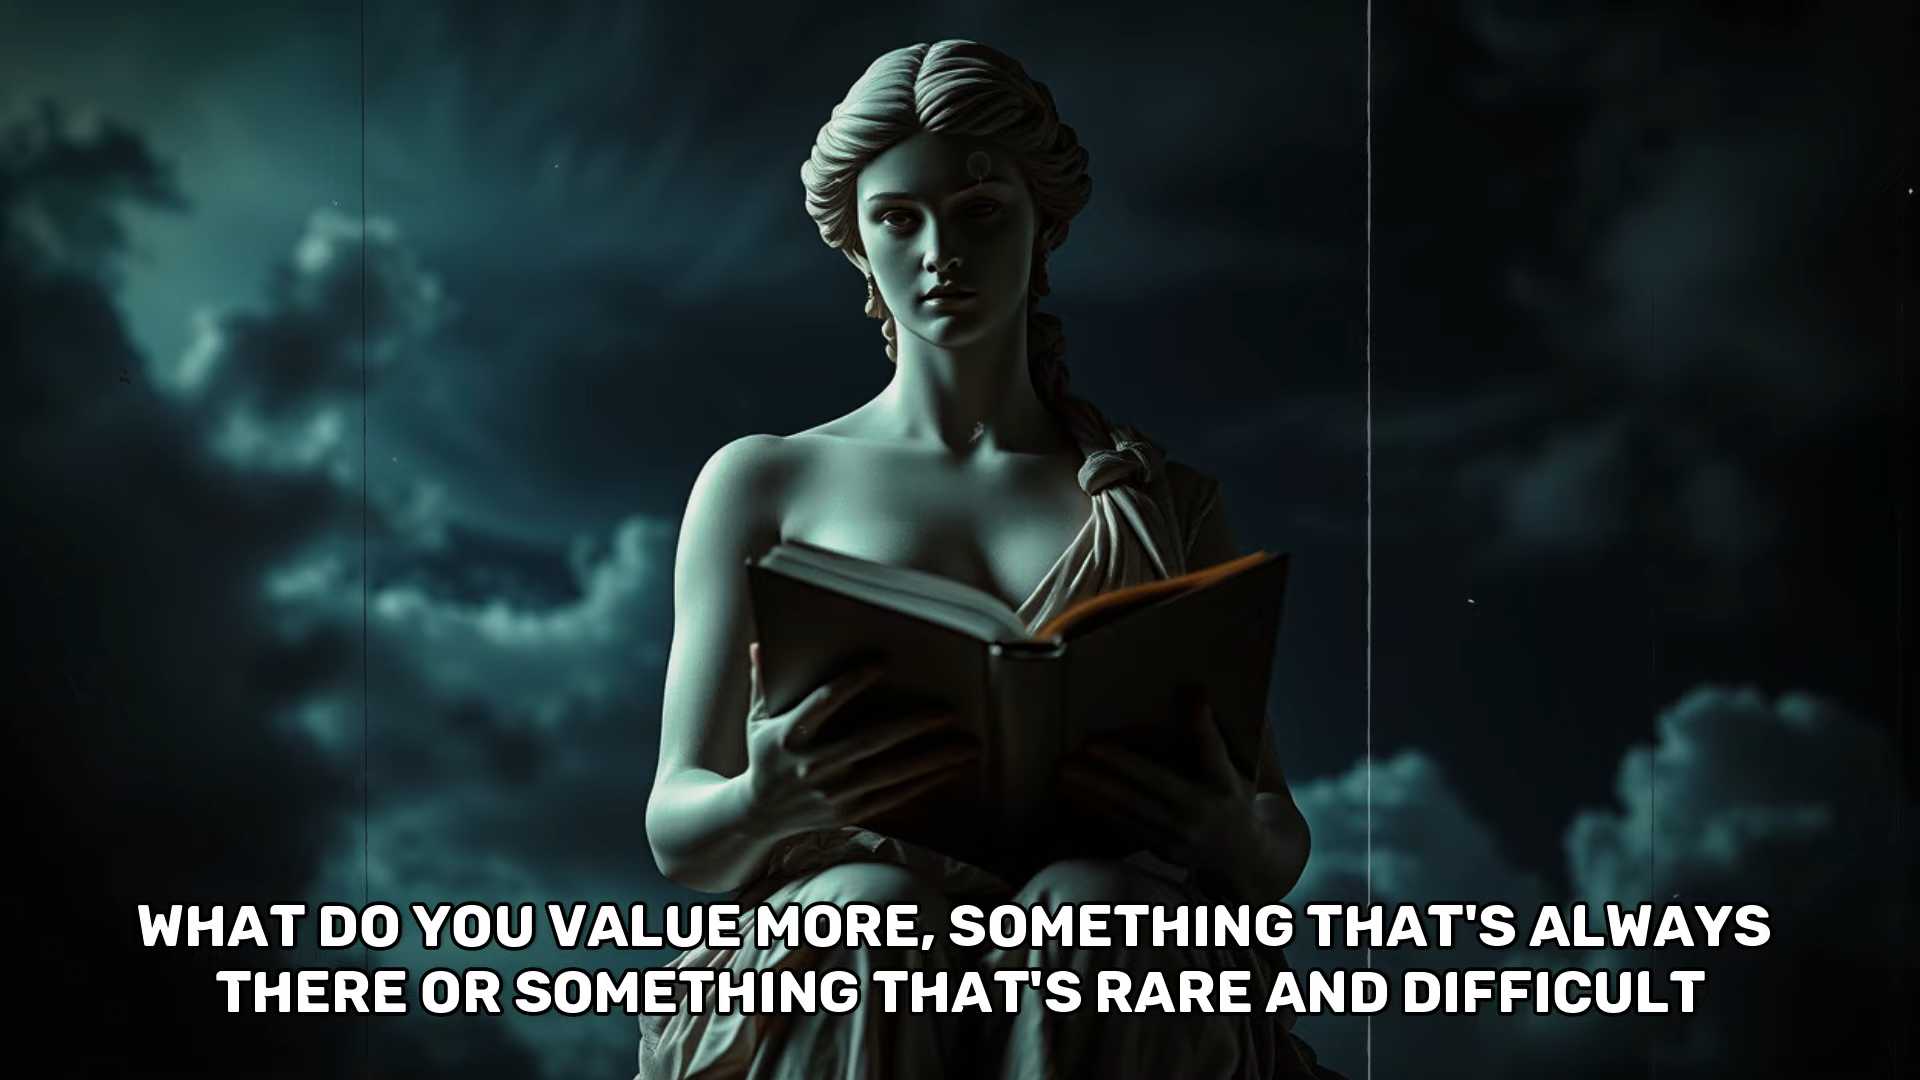 WHAT DO YOU VALUE MORE, SOMETHING THAT'S ALWAYS
THERE OR SOMETHING THAT'S RARE AND DIFFICULT